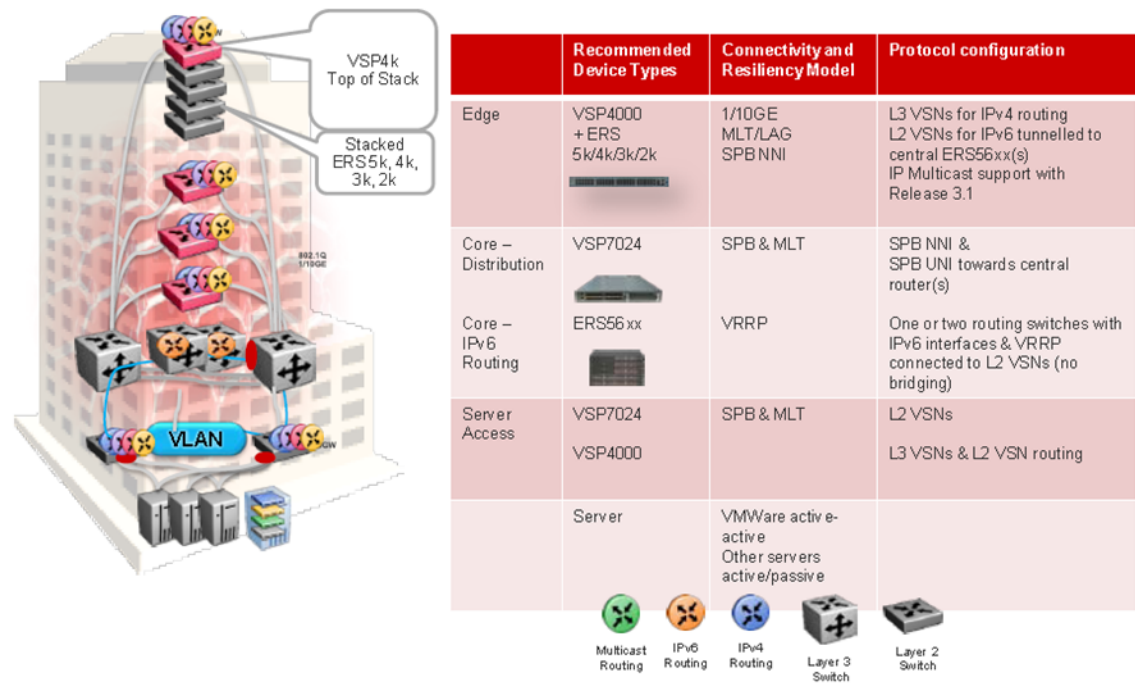 VSP4k
Top of Stack
Stacked
ERS5k, 4k,
3k, 2k
802.1Q
1/10GE
VLAN
GW
Recommended
Device Types
Connectivity and
Resiliency Model
Protocol configuration
Edge
VSP4000
+ ERS
5k/4k/3k/2k
1/10GE
MLT/LAG
SPB NNI
L3 VSNs for IPv4 routing
L2 VSNs for IPv6 tunnelled to
central ERS56xx(s)
IP Multicast support with
Release 3.1
Core –
Distribution
VSP7024
SPB & MLT
SPB NNI &
SPB UNI towards central
router(s)
Core –
IPv6
Routing
ERS56xx
VRRP
One or two routing switches with
IPv6 interfaces & VRRP
connected to L2 VSNs (no
bridging)
Server
Access
VSP7024
SPB & MLT
L2 VSNs
VSP4000
L3 VSNs & L2 VSN routing
Server
VMWare active-
active
Other servers
active/passive
Multicast
Routing
IPv6
Routing
IPv4
Routing
Layer 3
Switch
Layer 2
Switch